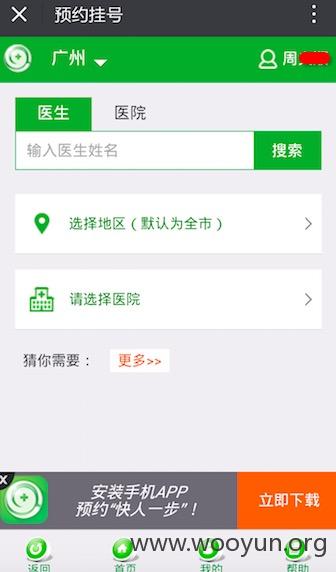 预约挂号
广州
周
医生
医院
输入医生姓名
搜索
选择地区（默认为全市）
请选择医院
猜你需要：
更多>>
安装手机APP
预约“快人一步”！
立即下载
www.wooyun.org
返回
首页
我的
帮助